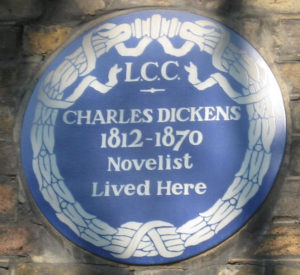 L.C.C.
CHARLES DICKENS
1812-1870
Novelist
Lived Here